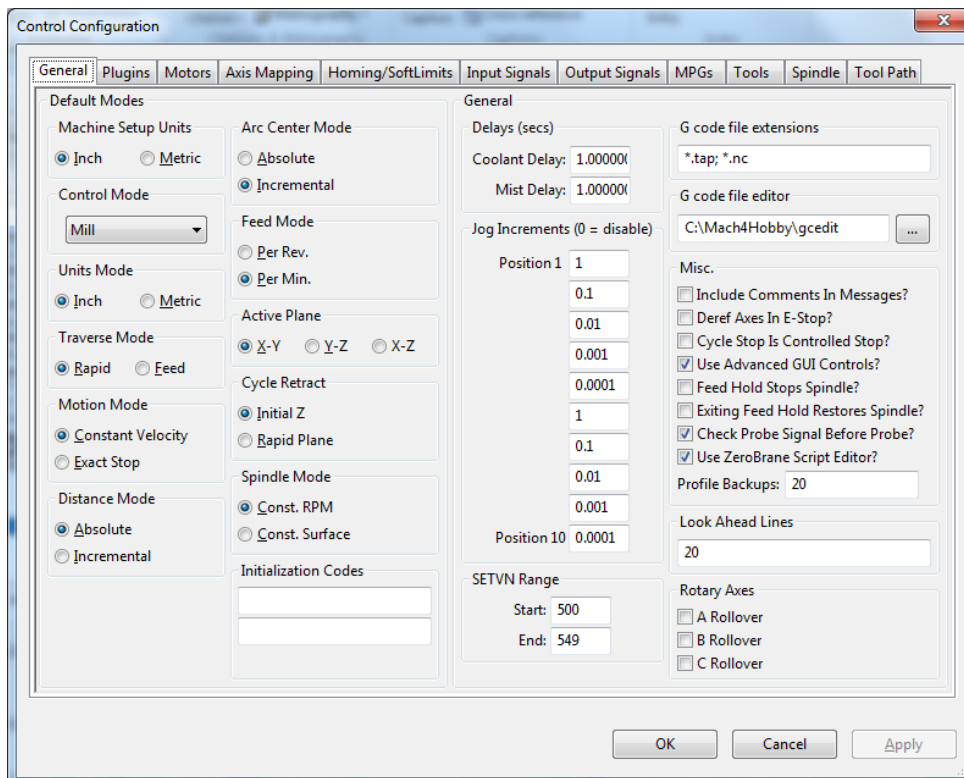 Control Configuration
General Plugins Motors Axis Mapping Homing/SoftLimits Input Signals Output Signals MPGs Tools Spindle Tool Path
Default Modes
Machine Setup Units
Inch Metric
Control Mode
Mill
Units Mode
Inch Metric
Traverse Mode
Rapid Feed
Motion Mode
Constant Velocity
Exact Stop
Distance Mode
Absolute
Incremental
Arc Center Mode
Absolute
Incremental
Feed Mode
Per Rev.
Per Min.
Active Plane
X-Y Y-Z X-Z
Cycle Retract
Initial Z
Rapid Plane
Spindle Mode
Const. RPM
Const. Surface
Initialization Codes
General
Delays (secs)
Coolant Delay: 1.000000
Mist Delay: 1.000000
Jog Increments (0 = disable)
Position 1 1
0.1
0.01
0.001
0.0001
1
0.1
0.01
0.001
Position 10 0.0001
SETVN Range
Start: 500
End: 549
G code file extensions
*.tap; *.nc
G code file editor
C:\Mach4Hobby\gcedit ...
Misc.
Include Comments In Messages?
Deref Axes In E-Stop?
Cycle Stop Is Controlled Stop?
Use Advanced GUI Controls?
Feed Hold Stops Spindle?
Exiting Feed Hold Restores Spindle?
Check Probe Signal Before Probe?
Use ZeroBrane Script Editor?
Profile Backups: 20
Look Ahead Lines
20
Rotary Axes
A Rollover
B Rollover
C Rollover
OK Cancel Apply